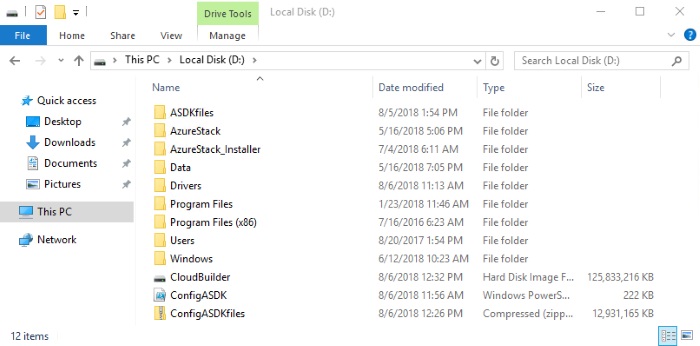 Drive Tools Local Disk (D:)
File Home Share View Manage
This PC Local Disk (D:) Search Local Disk (D:)
Name Date modified Type Size
Quick access
Desktop
Downloads
Documents
Pictures
This PC
Network
ASDKfiles 8/5/2018 1:54 PM File folder
AzureStack 5/16/2018 5:06 PM File folder
AzureStack_Installer 7/4/2018 6:11 AM File folder
Data 5/16/2018 7:05 PM File folder
Drivers 8/6/2018 11:13 AM File folder
Program Files 1/23/2018 11:46 AM File folder
Program Files (x86) 7/16/2016 6:23 AM File folder
Users 8/20/2017 1:54 PM File folder
Windows 6/12/2018 10:23 AM File folder
CloudBuilder 8/6/2018 12:32 PM Hard Disk Image F... 125,833,216 KB
ConfigASDK 8/6/2018 11:56 AM Windows PowerS... 222 KB
ConfigASDKfiles 8/6/2018 12:26 PM Compressed (zipp... 12,931,165 KB
12 items